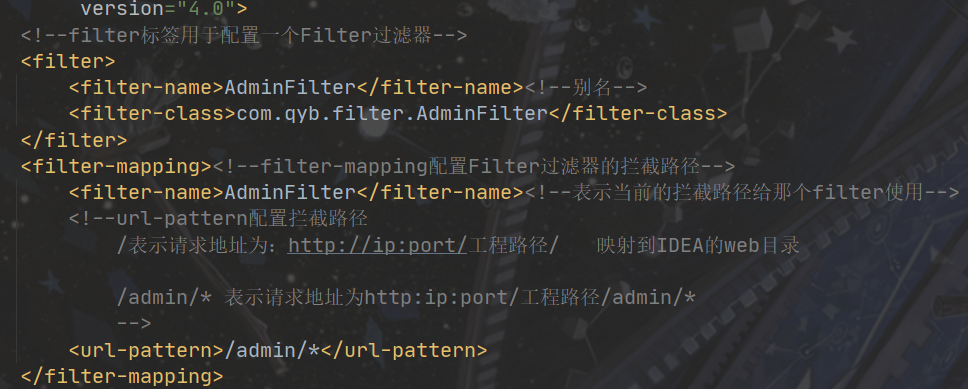 version="4.0">
<!--filter标签用于配置一个Filter过滤器-->
<filter>
<filter-name>AdminFilter</filter-name><!--别名-->
<filter-class>com.qyb.filter.AdminFilter</filter-class>
</filter>
<filter-mapping><!--filter-mapping配置Filter过滤器的拦截路径-->
<filter-name>AdminFilter</filter-name><!--表示当前的拦截路径给那个filter使用-->
<!--url-pattern配置拦截路径
/表示请求地址为：http://ip:port/工程路径/ 映射到IDEA的web目录
/admin/* 表示请求地址为http:ip:port/工程路径/admin/*
-->
<url-pattern>/admin/*</url-pattern>
</filter-mapping>